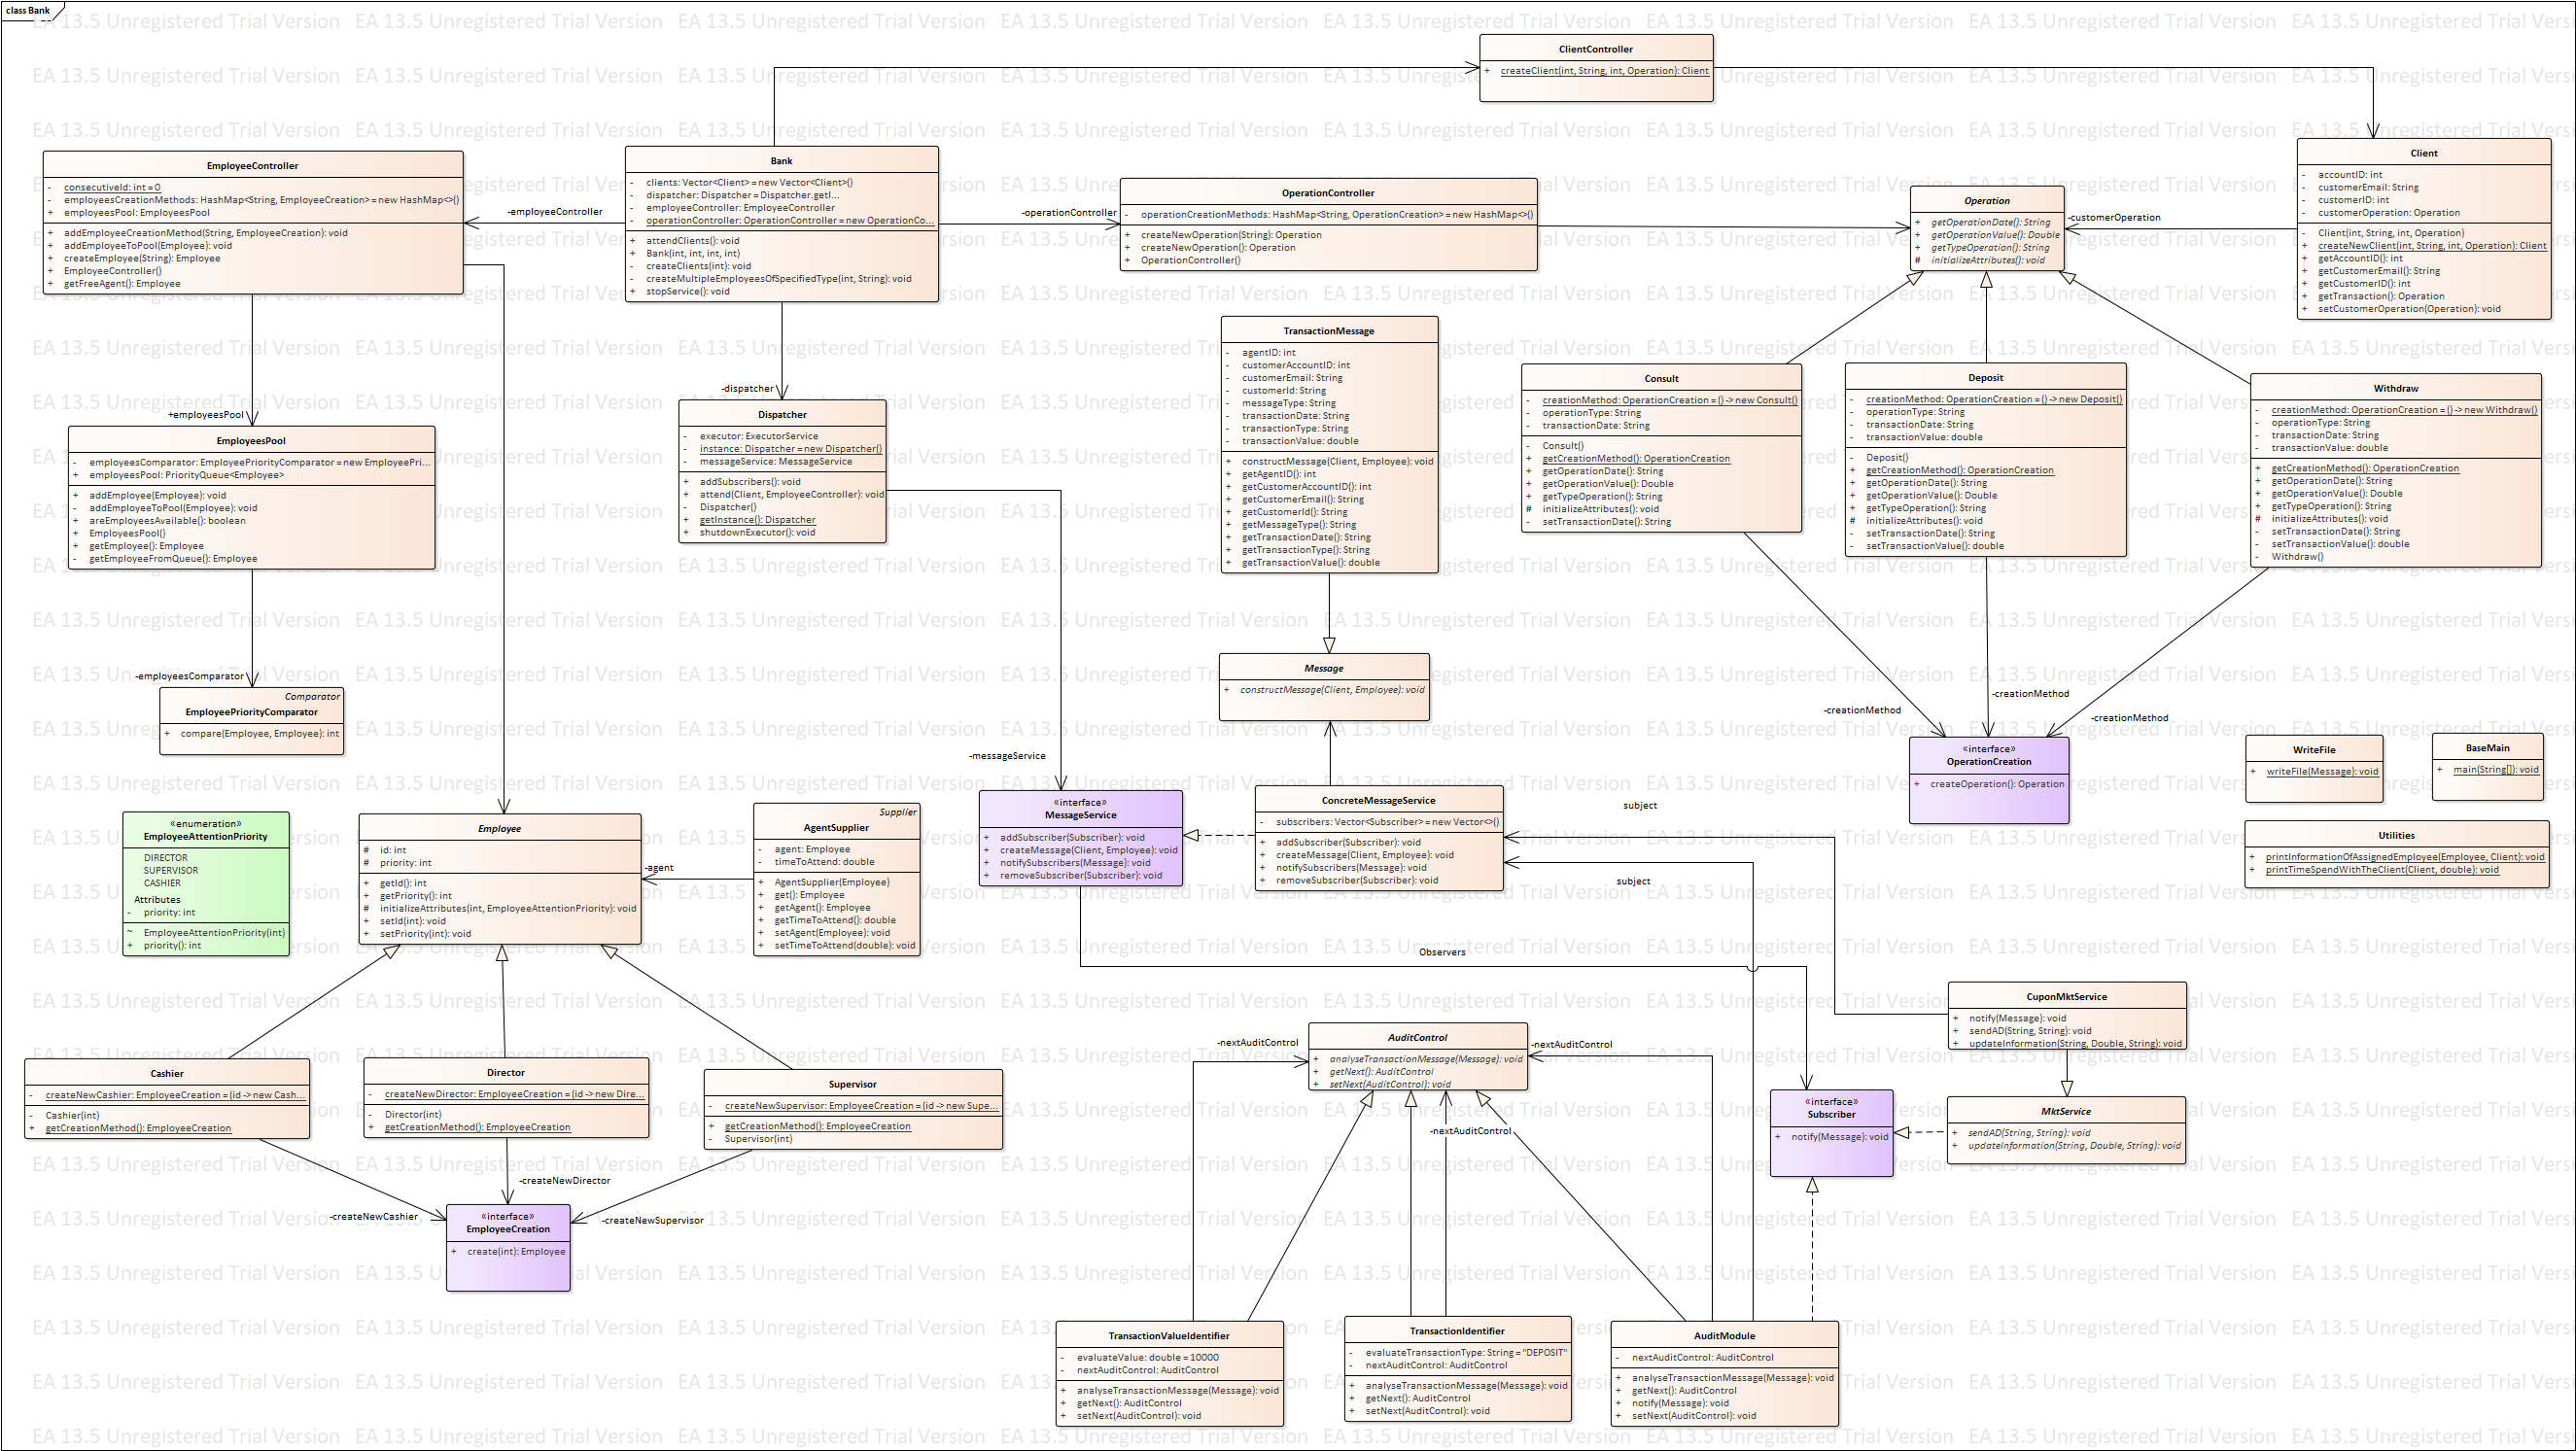 class Bank
EA 13.5 Unregistered Trial Version
ClientController
+ createClient(int, String, int, Operation): Client
EmployeeController
- consecutiveId: int = 0
- employeesCreationMethods: HashMap<String, EmployeeCreation> = new HashMap<>()
+ employeesPool: EmployeesPool
+ addEmployeeCreationMethod(String, EmployeeCreation): void
+ addEmployeeToPool(Employee): void
+ createEmployee(String): Employee
+ EmployeeController()
+ getFreeAgent(): Employee
-employeeController
Bank
- clients: Vector<Client> = new Vector<Client>()
- dispatcher: Dispatcher = Dispatcher.getI...
- employeeController: EmployeeController
- operationController: OperationController = new OperationCo...
+ attendClients(): void
+ Bank(int, int, int, int)
- createClients(int): void
- createMultipleEmployeesOfSpecifiedType(int, String): void
+ stopService(): void
-operationController
OperationController
- operationCreationMethods: HashMap<String, OperationCreation> = new HashMap<>()
+ createNewOperation(String): Operation
+ createNewOperation(): Operation
+ OperationController()
Operation
+ getOperationDate(): String
+ getOperationValue(): Double
+ getTypeOperation(): String
# initializeAttributes(): void
-customerOperation
Client
- accountID: int
- customerEmail: String
- customerID: int
- customerOperation: Operation
- Client(int, String, int, Operation)
+ createNewClient(int, String, int, Operation): Client
+ getAccountID(): int
+ getCustomerEmail(): String
+ getCustomerID(): int
+ getTransaction(): Operation
+ setCustomerOperation(Operation): void
-dispatcher
Dispatcher
- executor: ExecutorService
- instance: Dispatcher = new Dispatcher()
- messageService: MessageService
+ addSubscribers(): void
+ attend(Client, EmployeeController): void
- Dispatcher()
+ getInstance(): Dispatcher
+ shutdownExecutor(): void
TransactionMessage
- agentID: int
- customerAccountID: int
- customerEmail: String
- customerId: String
- messageType: String
- transactionDate: String
- transactionType: String
- transactionValue: double
+ constructMessage(Client, Employee): void
+ getAgentID(): int
+ getCustomerAccountID(): int
+ getCustomerEmail(): String
+ getCustomerId(): String
+ getMessageType(): String
+ getTransactionDate(): String
+ getTransactionType(): String
+ getTransactionValue(): double
Consult
- creationMethod: OperationCreation = () -> new Consult()
- operationType: String
- transactionDate: String
- Consult()
+ getCreationMethod(): OperationCreation
+ getOperationDate(): String
+ getOperationValue(): Double
+ getTypeOperation(): String
# initializeAttributes(): void
- setTransactionDate(): String
Deposit
- creationMethod: OperationCreation = () -> new Deposit()
- operationType: String
- transactionDate: String
- transactionValue: double
- Deposit()
+ getCreationMethod(): OperationCreation
+ getOperationDate(): String
+ getOperationValue(): Double
+ getTypeOperation(): String
# initializeAttributes(): void
- setTransactionDate(): String
- setTransactionValue(): double
Withdraw
- creationMethod: OperationCreation = () -> new Withdraw()
- operationType: String
- transactionDate: String
- transactionValue: double
+ getCreationMethod(): OperationCreation
+ getOperationDate(): String
+ getOperationValue(): Double
+ getTypeOperation(): String
# initializeAttributes(): void
- setTransactionDate(): String
- setTransactionValue(): double
- Withdraw()
+employeesPool
EmployeesPool
- employeesComparator: EmployeePriorityComparator = new EmployeePri...
+ employeesPool: PriorityQueue<Employee>
+ addEmployee(Employee): void
- addEmployeeToPool(Employee): void
+ areEmployeesAvailable(): boolean
+ EmployeesPool()
+ getEmployee(): Employee
- getEmployeeFromQueue(): Employee
-employeesComparator
Comparator
EmployeePriorityComparator
+ compare(Employee, Employee): int
Message
+ constructMessage(Client, Employee): void
-creationMethod
-creationMethod
-creationMethod
«interface»
OperationCreation
+ createOperation(): Operation
WriteFile
+ writeFile(Message): void
BaseMain
+ main(String[]): void
Utilities
+ printInformationOfAssignedEmployee(Employee, Client): void
+ printTimeSpendWithTheClient(Client, double): void
«enumeration»
EmployeeAttentionPriority
DIRECTOR
SUPERVISOR
CASHIER
Attributes
- priority: int
~ EmployeeAttentionPriority(int)
+ priority(): int
Employee
# id: int
# priority: int
+ getId(): int
+ getPriority(): int
# initializeAttributes(int, EmployeeAttentionPriority): void
+ setId(int): void
+ setPriority(int): void
-agent
Supplier
AgentSupplier
- agent: Employee
- timeToAttend: double
+ AgentSupplier(Employee)
+ get(): Employee
+ getAgent(): Employee
+ getTimeToAttend(): double
+ setAgent(Employee): void
+ setTimeToAttend(double): void
-messageService
«interface»
MessageService
+ addSubscriber(Subscriber): void
+ createMessage(Client, Employee): void
+ notifySubscribers(Message): void
+ removeSubscriber(Subscriber): void
ConcreteMessageService
- subscribers: Vector<Subscriber> = new Vector<>()
+ addSubscriber(Subscriber): void
+ createMessage(Client, Employee): void
+ notifySubscribers(Message): void
+ removeSubscriber(Subscriber): void
subject
subject
Observers
CuponMktService
+ notify(Message): void
+ sendAD(String, String): void
+ updateInformation(String, Double, String): void
MktService
+ sendAD(String, String): void
+ updateInformation(String, Double, String): void
«interface»
Subscriber
+ notify(Message): void
-nextAuditControl
AuditControl
+ analyseTransactionMessage(Message): void
+ getNext(): AuditControl
+ setNext(AuditControl): void
-nextAuditControl
-nextAuditControl
Cashier
- createNewCashier: EmployeeCreation = (id -> new Cash...
- Cashier(int)
+ getCreationMethod(): EmployeeCreation
Director
- createNewDirector: EmployeeCreation = (id -> new Dire...
- Director(int)
+ getCreationMethod(): EmployeeCreation
Supervisor
- createNewSupervisor: EmployeeCreation = (id -> new Supe...
+ getCreationMethod(): EmployeeCreation
- Supervisor(int)
-createNewCashier
-createNewDirector
-createNewSupervisor
«interface»
EmployeeCreation
+ create(int): Employee
TransactionValueIdentifier
- evaluateValue: double = 10000
- nextAuditControl: AuditControl
+ analyseTransactionMessage(Message): void
+ getNext(): AuditControl
+ setNext(AuditControl): void
TransactionIdentifier
- evaluateTransactionType: String = "DEPOSIT"
- nextAuditControl: AuditControl
+ analyseTransactionMessage(Message): void
+ getNext(): AuditControl
+ setNext(AuditControl): void
AuditModule
- nextAuditControl: AuditControl
+ analyseTransactionMessage(Message): void
+ getNext(): AuditControl
+ notify(Message): void
+ setNext(AuditControl): void